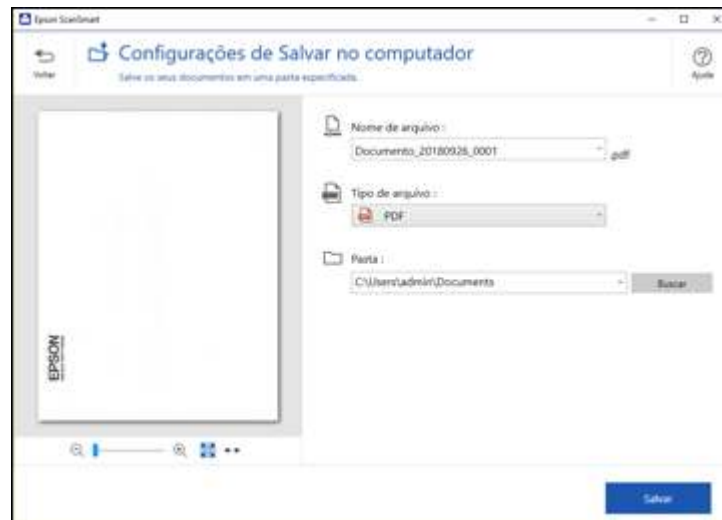 Epson ScanSmart
Voltar
Configurações de Salvar no computador
Salve os seus documentos em uma pasta especificada.
Ajuda
Nome de arquivo :
Documento_20180926_0001
.pdf
Tipo de arquivo :
PDF
Pasta :
C:\Users\admin\Documents
Buscar
EPSON
Salvar